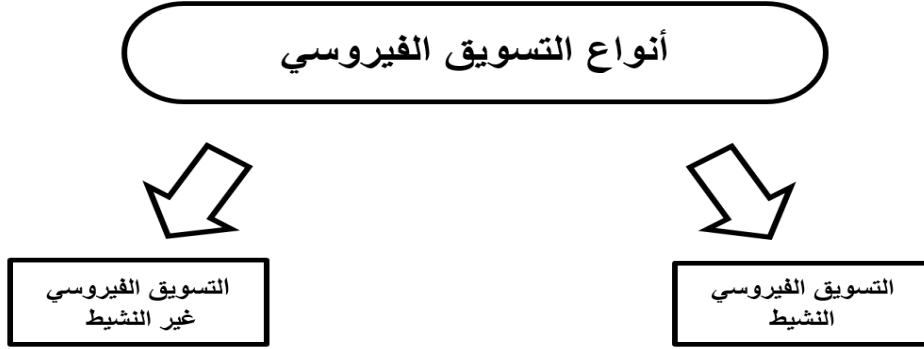 أنواع التسويق الفيروسي
التسويق الفيروسي
النشيط
التسويق الفيروسي
غير النشيط